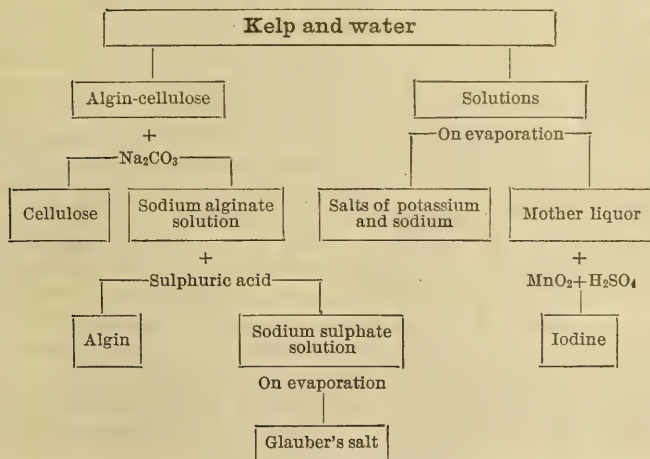 Kelp and water
Algin-cellulose
Solutions
+
On evaporation
Na₂CO₃
Cellulose
Sodium alginate
solution
Salts of potassium
and sodium
Mother liquor
+
+
Sulphuric acid
MnO₂+H₂SO₄
Algin
Sodium sulphate
solution
Iodine
On evaporation
Glauber's salt